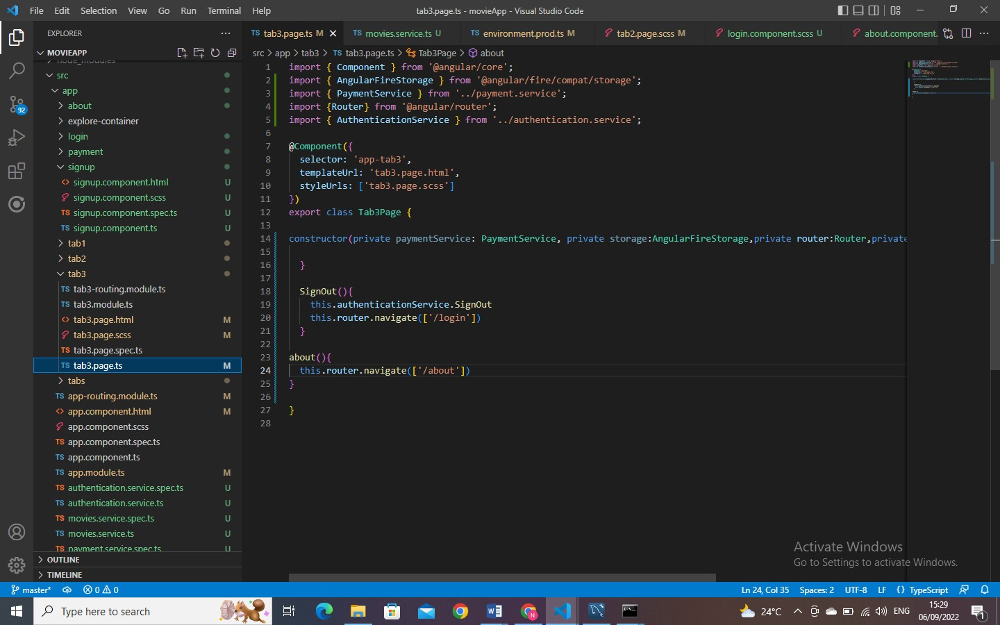 File Edit Selection View Go Run Terminal Help
tab3.page.ts - movieApp - Visual Studio Code
EXPLORER
MOVIEAPP
node_modules
src
app
about
explore-container
login
payment
signup
signup.component.html U
signup.component.scss U
signup.component.spec.ts U
signup.component.ts U
tab1
tab2
tab3
tab3-routing.module.ts
tab3.module.ts
tab3.page.html M
tab3.page.scss M
tab3.page.spec.ts
tab3.page.ts M
tabs
app-routing.module.ts M
app.component.html M
app.component.scss
app.component.spec.ts
app.component.ts
app.module.ts M
authentication.service.spec.ts U
authentication.service.ts U
movies.service.spec.ts U
movies.service.ts U
payment.service.spec.ts U
OUTLINE
TIMELINE
92
TS tab3.page.ts M
TS movies.service.ts U
TS environment.prod.ts M
tab2.page.scss M
login.component.scss U
about.component.
src > app > tab3 > TS tab3.page.ts > Tab3Page > about
1 import { Component } from '@angular/core';
2 import { AngularFireStorage } from '@angular/fire/compat/storage';
3 import { PaymentService } from '../payment.service';
4 import {Router} from '@angular/router';
5 import { AuthenticationService } from '../authentication.service';
6
7 @Component({
8 selector: 'app-tab3',
9 templateUrl: 'tab3.page.html',
10 styleUrls: ['tab3.page.scss']
11 })
12 export class Tab3Page {
13
14 constructor(private paymentService: PaymentService, private storage:AngularFireStorage,private router:Router,private
15
16 }
17
18 SignOut(){
19 this.authenticationService.SignOut
20 this.router.navigate(['/login'])
21 }
22
23 about(){
24 this.router.navigate(['/about'])
25 }
26
27 }
28
Activate Windows
Go to Settings to activate Windows.
master* 0 0
Ln 24, Col 35 Spaces: 2 UTF-8 LF {} TypeScript
Type here to search
24°C ENG
15:29
06/09/2022
1